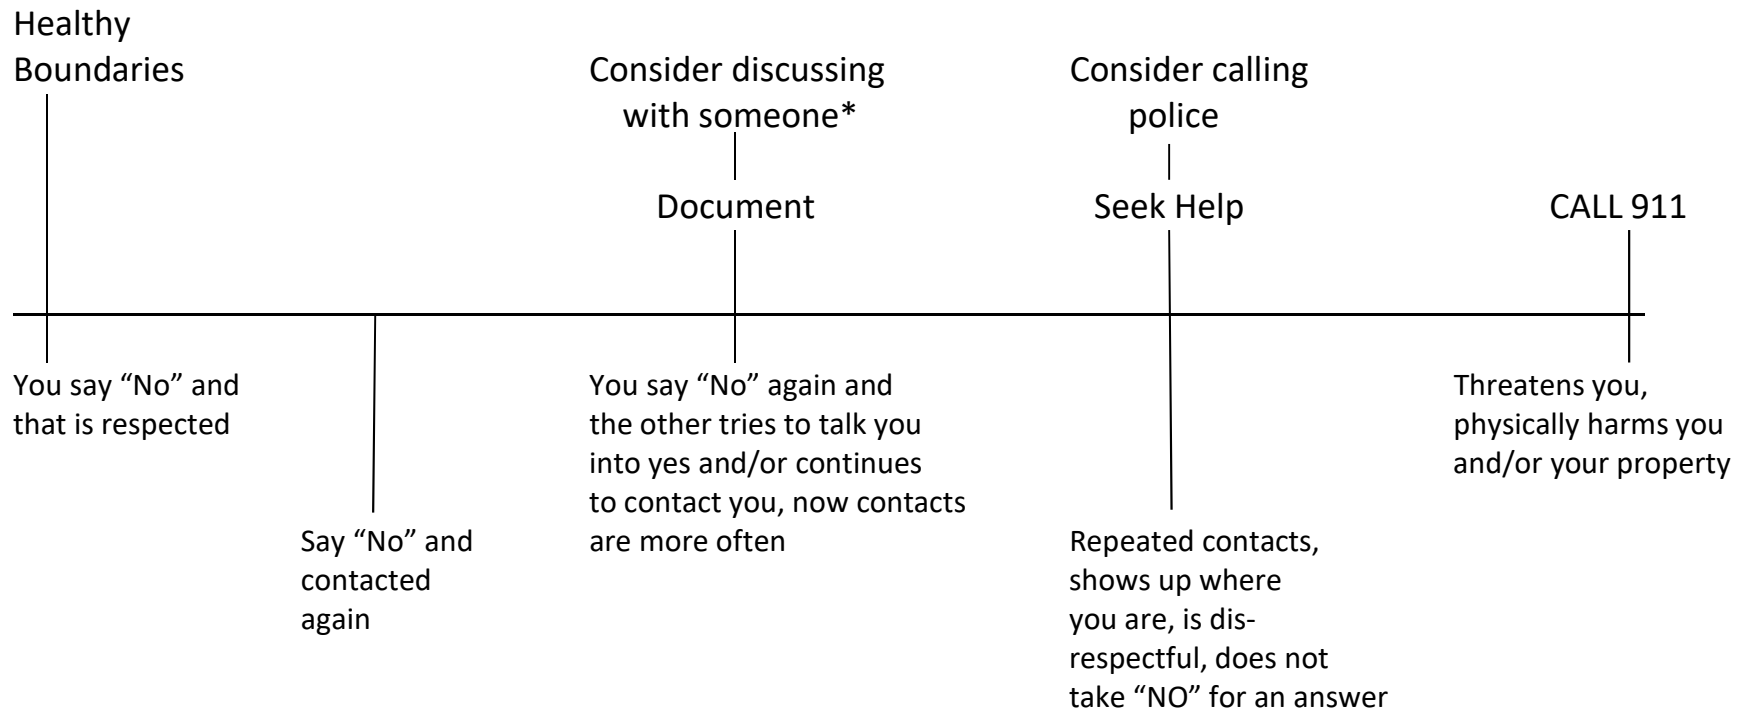 Healthy
Boundaries
Consider discussing
with someone*
Consider calling
police
Document
Seek Help
CALL 911
You say “No” and
that is respected
Say “No” and
contacted
again
You say “No” again and
the other tries to talk you
into yes and/or continues
to contact you, now contacts
are more often
Repeated contacts,
shows up where
you are, is dis-
respectful, does not
take “NO” for an answer
Threatens you,
physically harms you
and/or your property